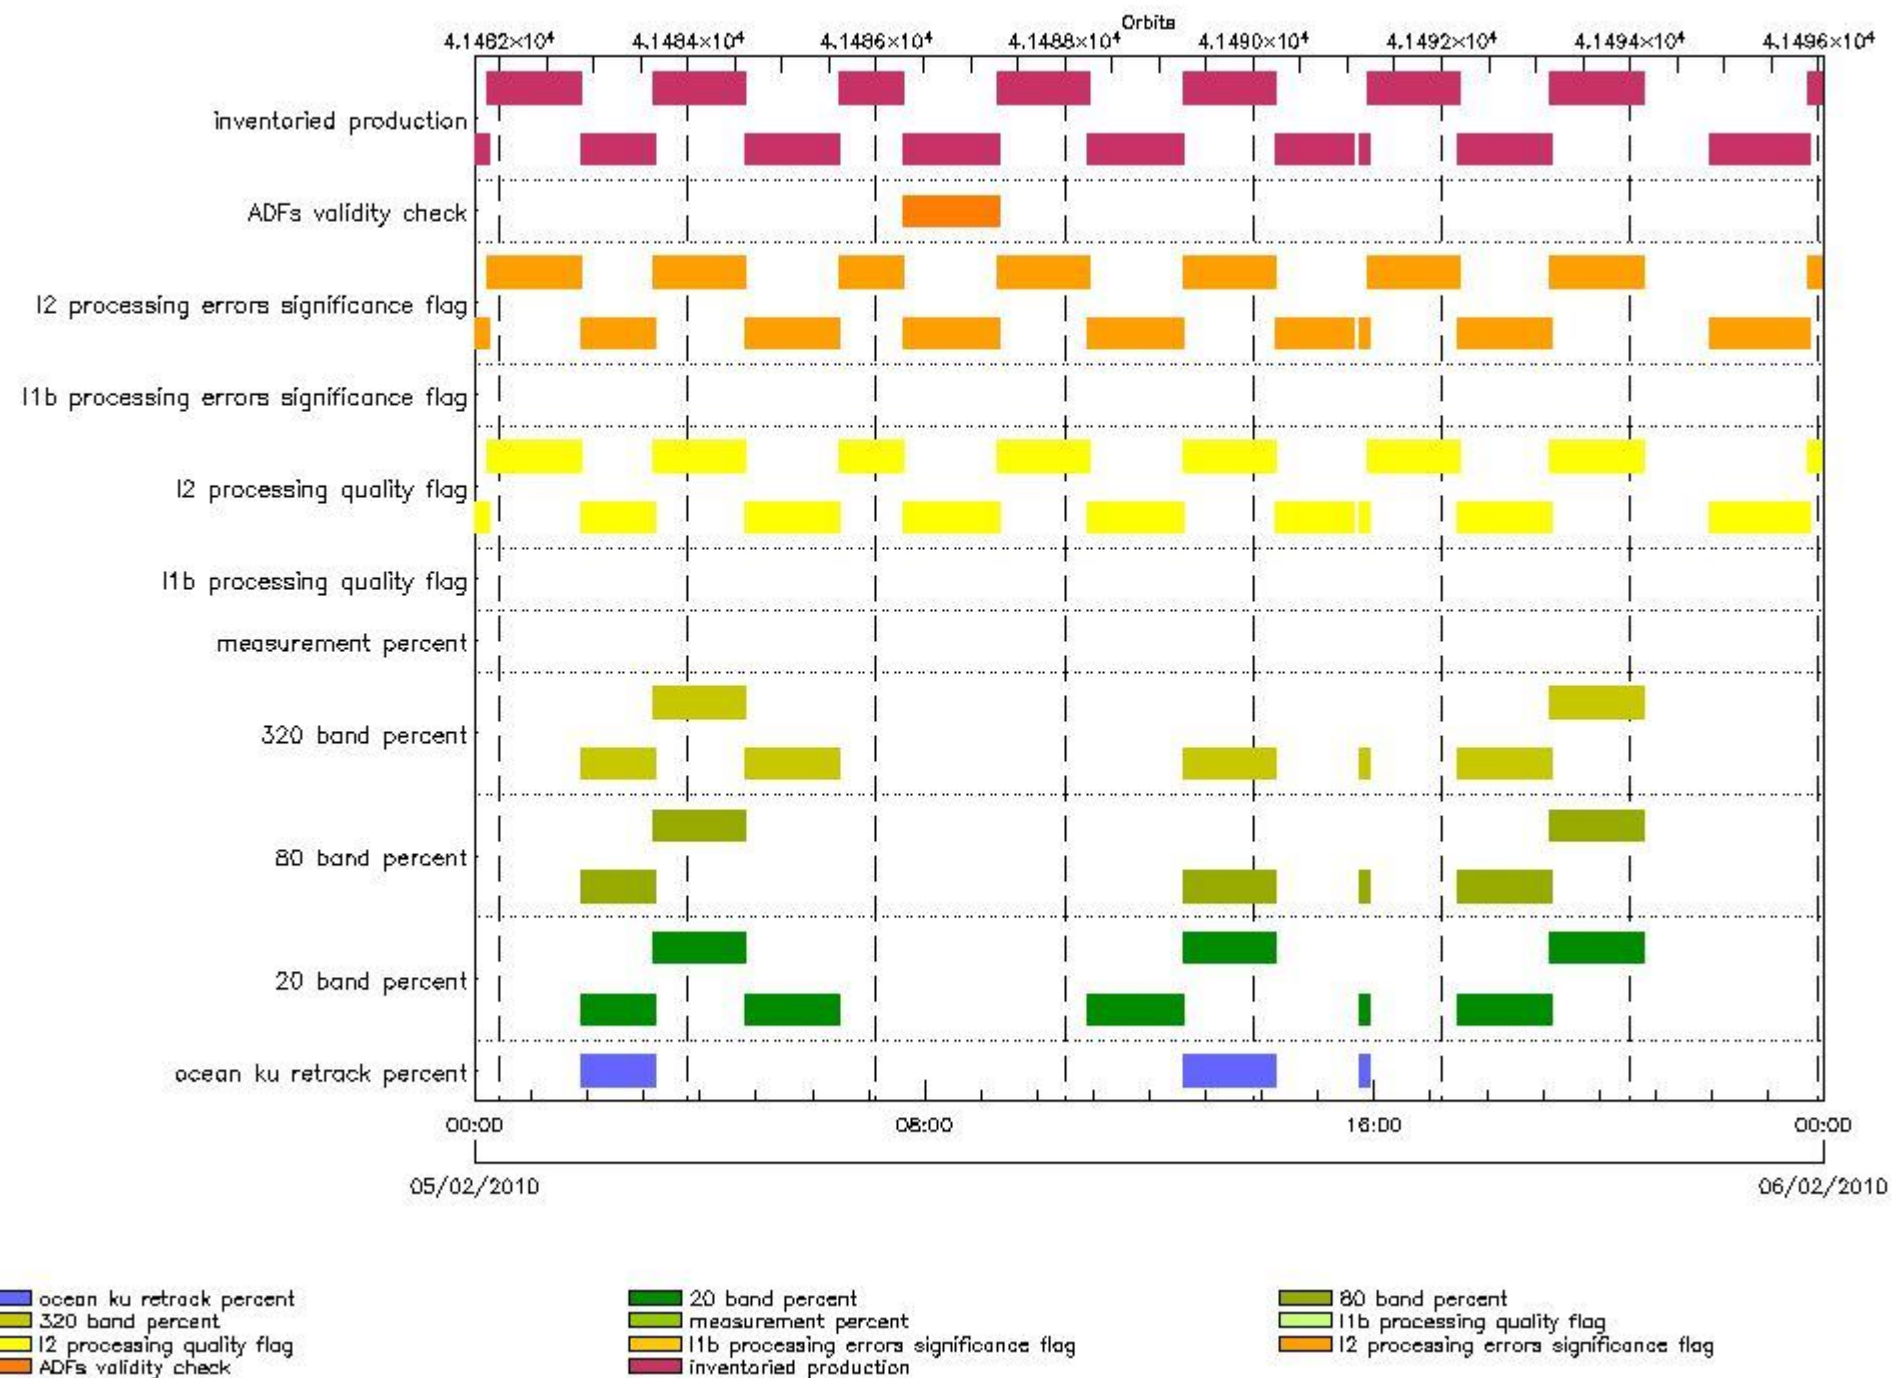 Orbits
4.1482×10⁴ 4.1484×10⁴ 4.1486×10⁴ 4.1488×10⁴ 4.1490×10⁴ 4.1492×10⁴ 4.1494×10⁴ 4.1496×10⁴
inventoried production
ADFs validity check
l2 processing errors significance flag
l1b processing errors significance flag
l2 processing quality flag
l1b processing quality flag
measurement percent
320 band percent
80 band percent
20 band percent
ocean ku retrack percent
00:00 08:00 16:00 00:00
05/02/2010 06/02/2010
ocean ku retrack percent 20 band percent 80 band percent
320 band percent measurement percent l1b processing quality flag
l2 processing quality flag l1b processing errors significance flag l2 processing errors significance flag
ADFs validity check inventoried production